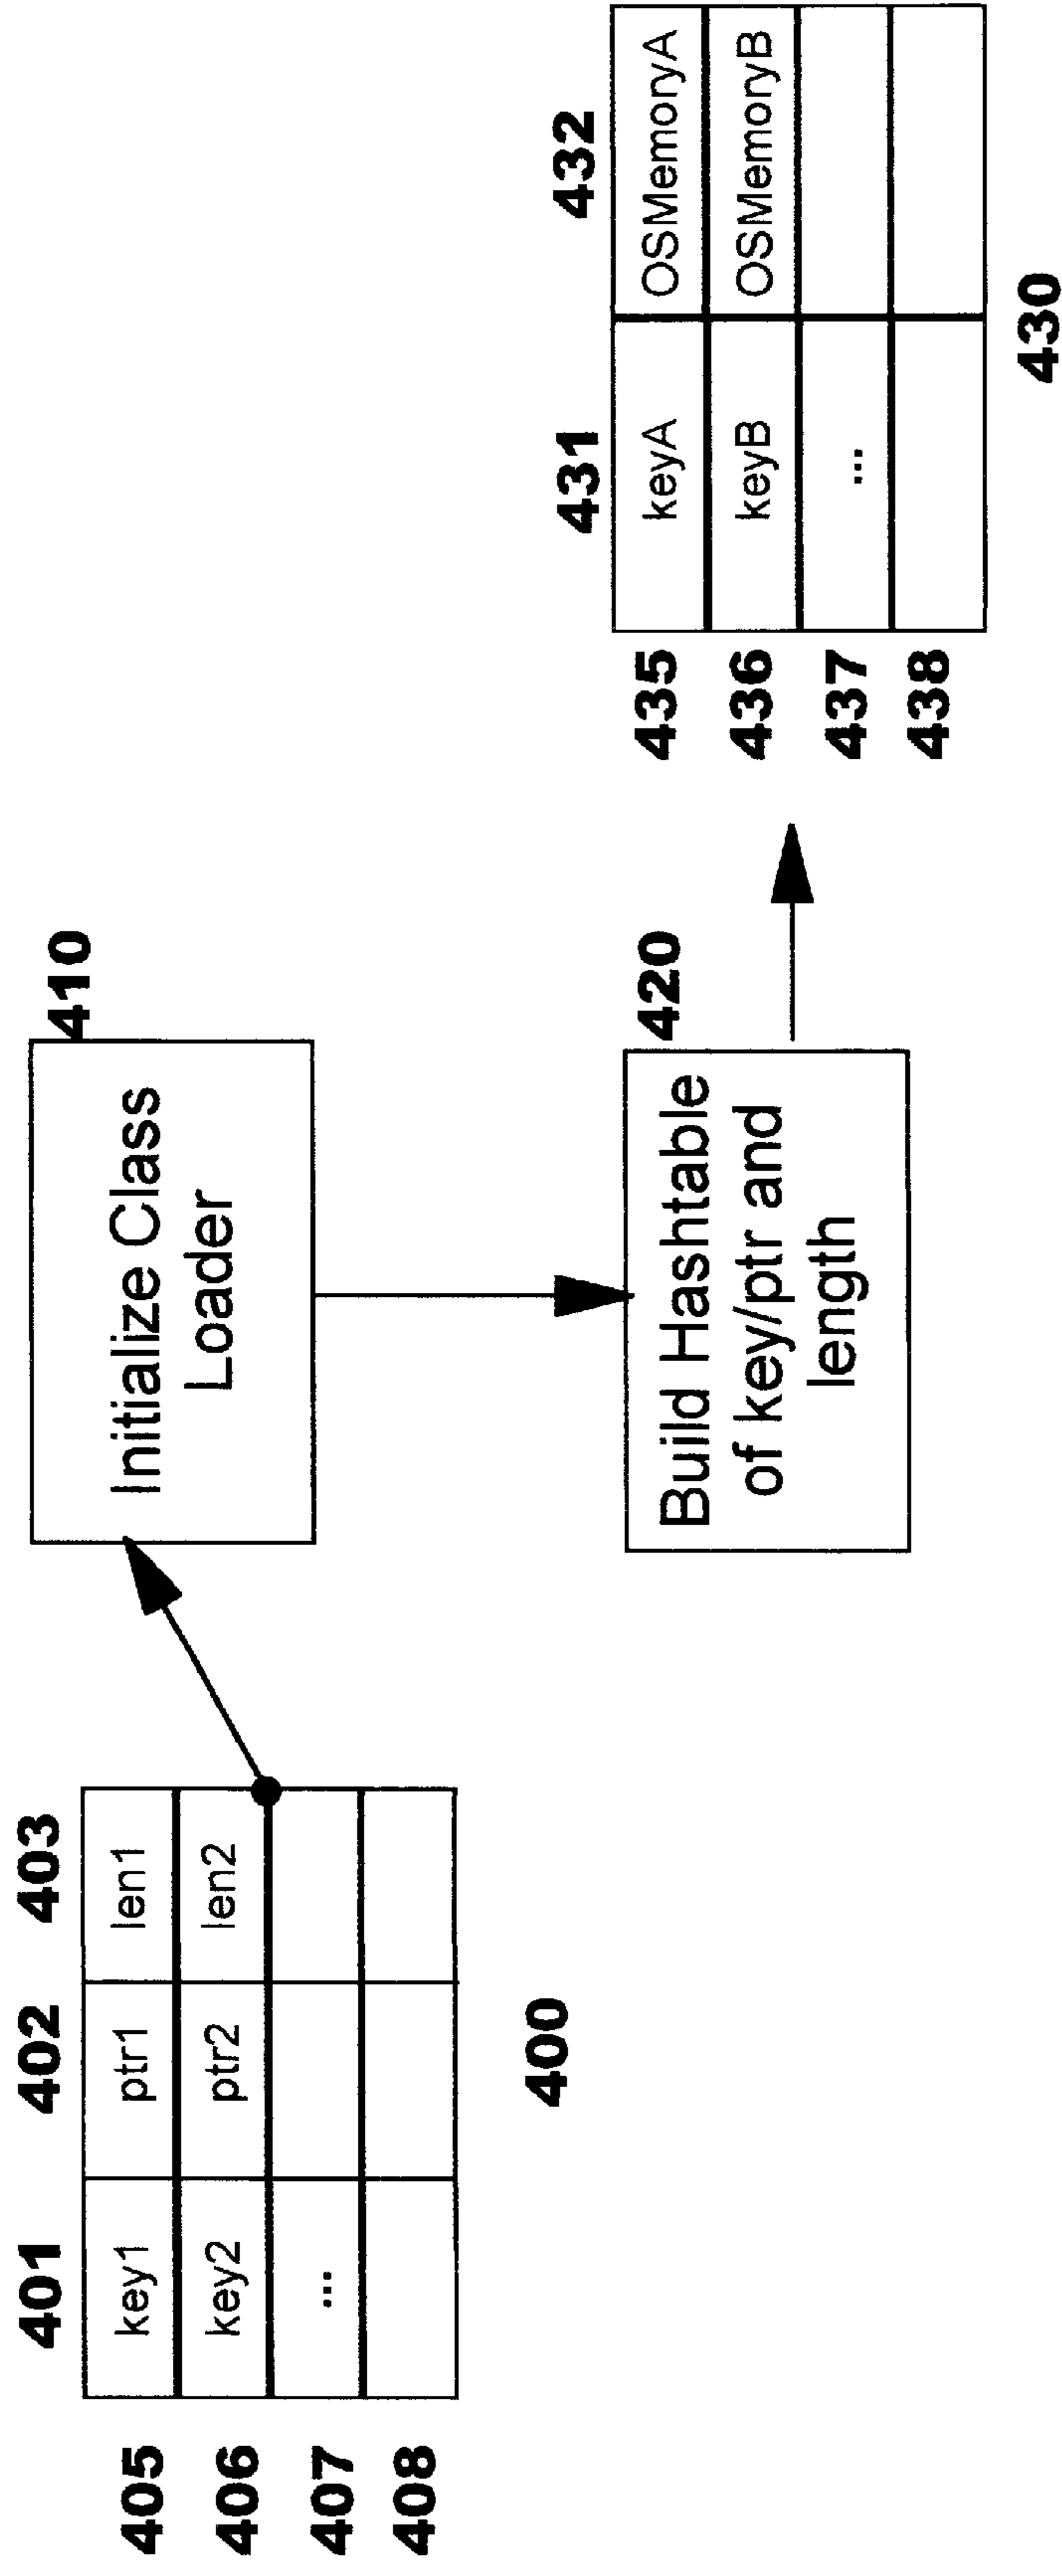 401 402 403
405 key1 ptr1 len1
406 key2 ptr2 len2
407 ...
408
400
410
Initialize Class
Loader
420
Build Hashtable
of key/ptr and
length
431 432
435 keyA OSMemoryA
436 keyB OSMemoryB
437 ...
438
430